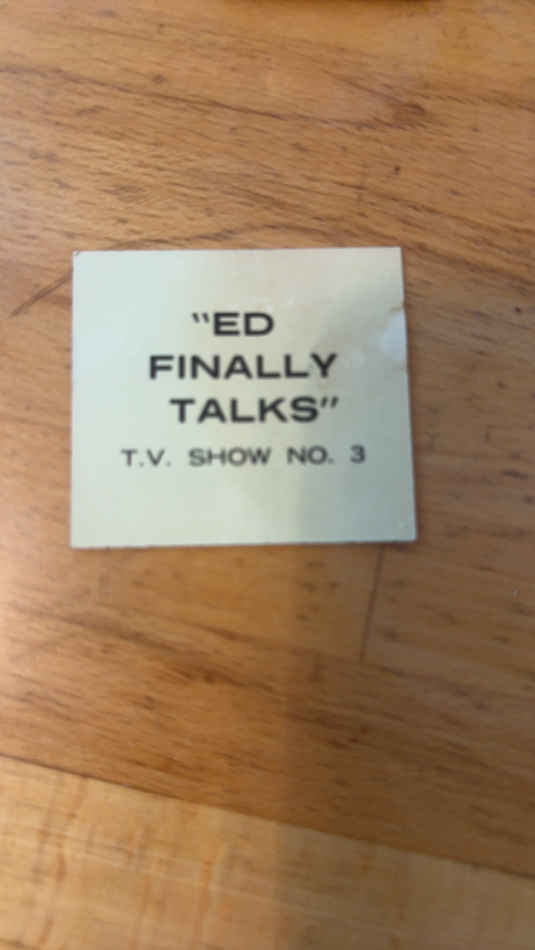 "ED
FINALLY
TALKS"
T.V. SHOW NO. 3